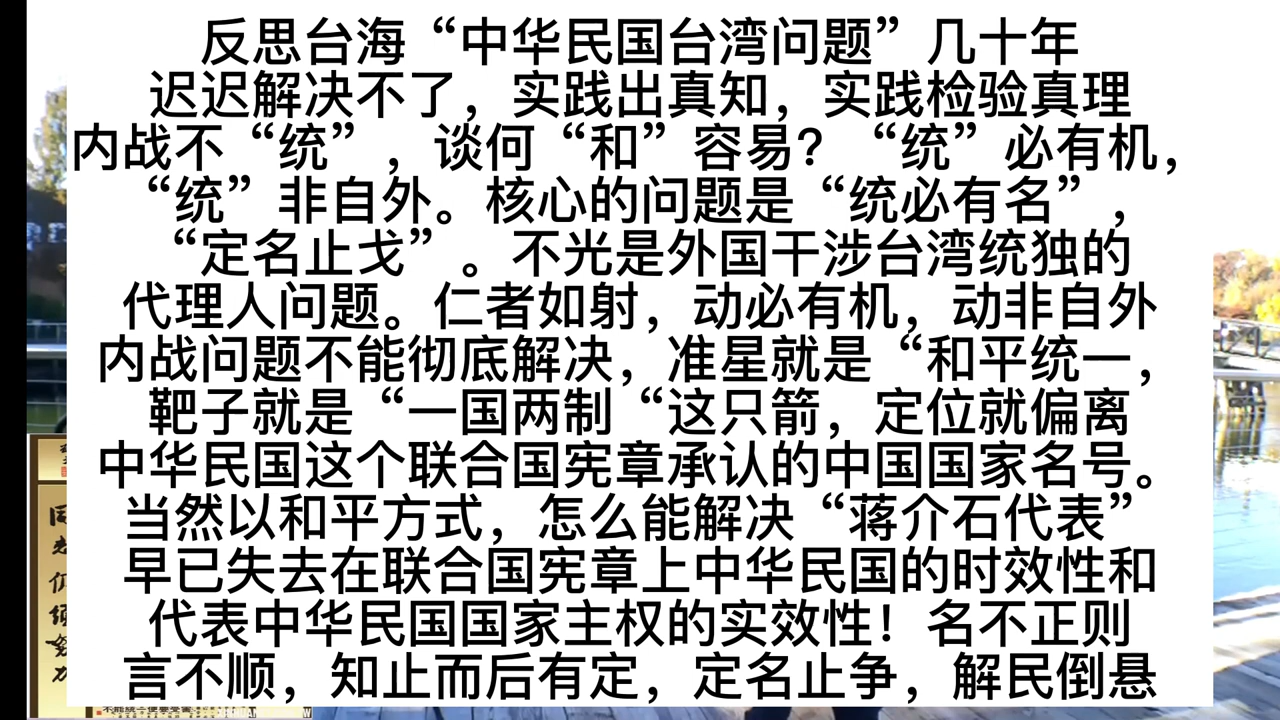 反思台海“中华民国台湾问题”几十年
迟迟解决不了，实践出真知，实践检验真理
内战不“统”，谈何“和”容易？“统”必有机，
“统”非自外。核心的问题是“统必有名”，
“定名止戈”。不光是外国干涉台湾统独的
代理人问题。仁者如射，动必有机，动非自外
内战问题不能彻底解决，准星就是“和平统一，
靶子就是“一国两制“这只箭，定位就偏离
中华民国这个联合国宪章承认的中国国家名号。
当然以和平方式，怎么能解决“蒋介石代表”
早已失去在联合国宪章上中华民国的时效性和
代表中华民国国家主权的实效性！名不正则
言不顺，知止而后有定，定名止争，解民倒悬